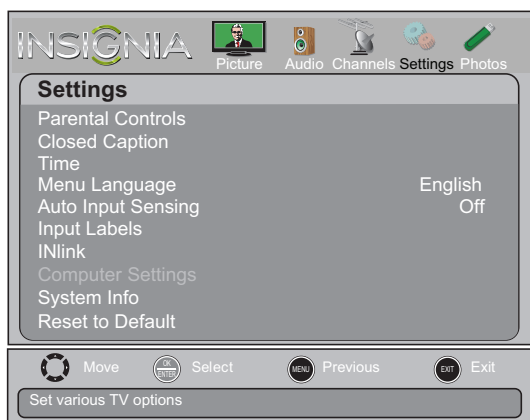 INSIGNIA
Picture Audio Channels Settings Photos
Settings
Parental Controls
Closed Caption
Time
Menu Language English
Auto Input Sensing Off
Input Labels
INlink
Computer Settings
System Info
Reset to Default
Move OK ENTER Select MENU Previous EXIT Exit
Set various TV options